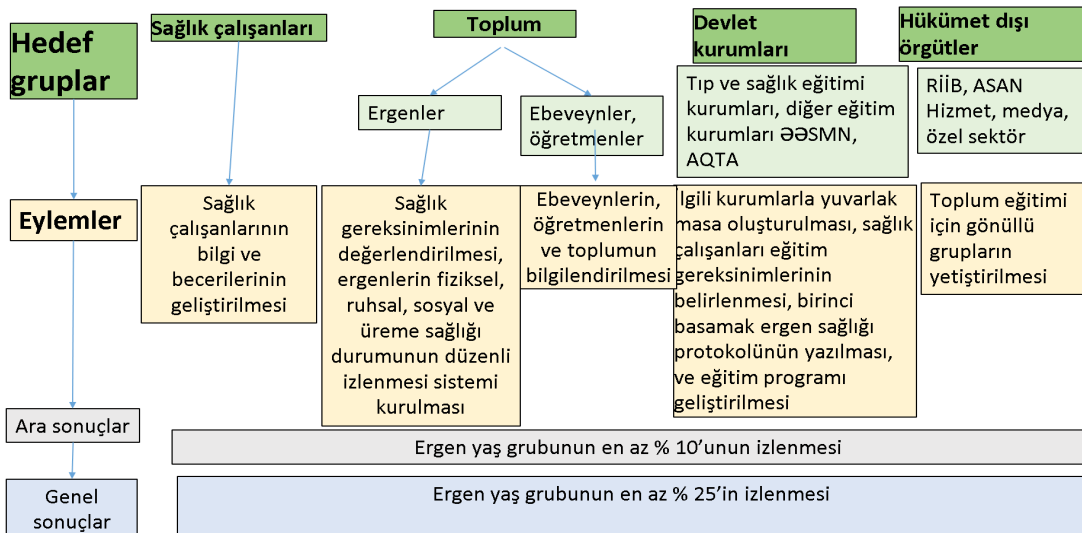 Hedef
gruplar
Sağlık çalışanları
Toplum
Devlet
kurumları
Hükümet dışı
örgütler
Ergenler
Ebeveynler,
öğretmenler
Tıp ve sağlık eğitimi
kurumları, diğer eğitim
kurumları ƏƏSMN,
AQTA
RİİB, ASAN
Hizmet, medya,
özel sektör
Eylemler
Sağlık
çalışanlarının
bilgi ve
becerilerinin
geliştirilmesi
Sağlık
gereksinimlerinin
değerlendirilmesi,
ergenlerin fiziksel,
ruhsal, sosyal ve
üreme sağlığı
durumunun düzenli
izlenmesi sistemi
kurulması
Ebeveynlerin,
öğretmenlerin
ve toplumun
bilgilendirilmesi
İlgili kurumlarla yuvarlak
masa oluşturulması, sağlık
çalışanları eğitim
gereksinimlerinin
belirlenmesi, birinci
basamak ergen sağlığı
protokolünün yazılması,
ve eğitim programı
geliştirilmesi
Toplum eğitimi
için gönüllü
grupların
yetiştirilmesi
Ara sonuçlar
Ergen yaş grubunun en az % 10’unun izlenmesi
Genel
sonuçlar
Ergen yaş grubunun en az % 25’in izlenmesi